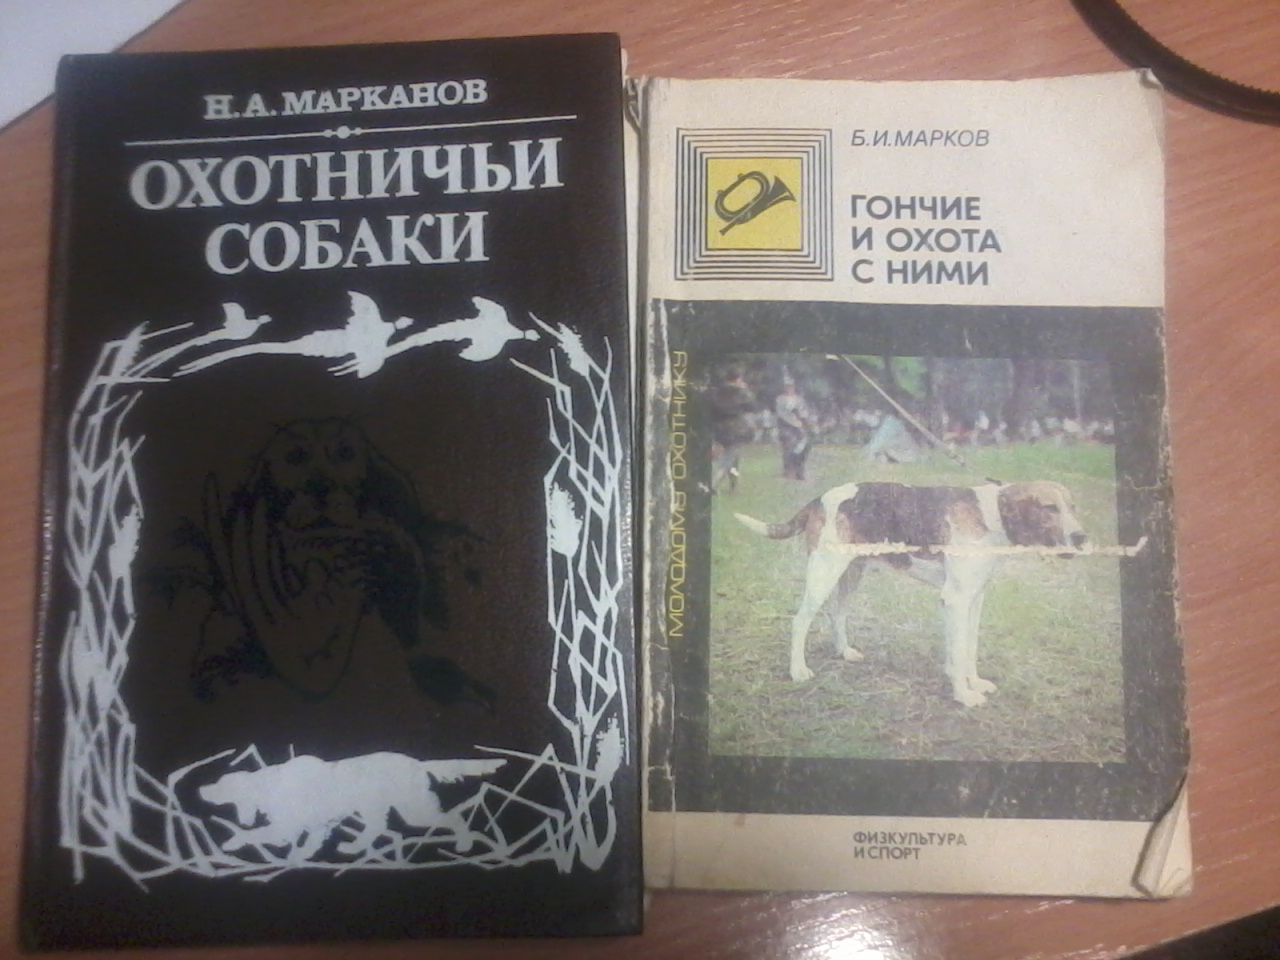 Н.А. МАРКАНОВ
ОХОТНИЧЬИ
СОБАКИ
Б.И.МАРКОВ
ГОНЧИЕ
И ОХОТА
С НИМИ
МОЛОДОМУ ОХОТНИКУ
ФИЗКУЛЬТУРА
И СПОРТ